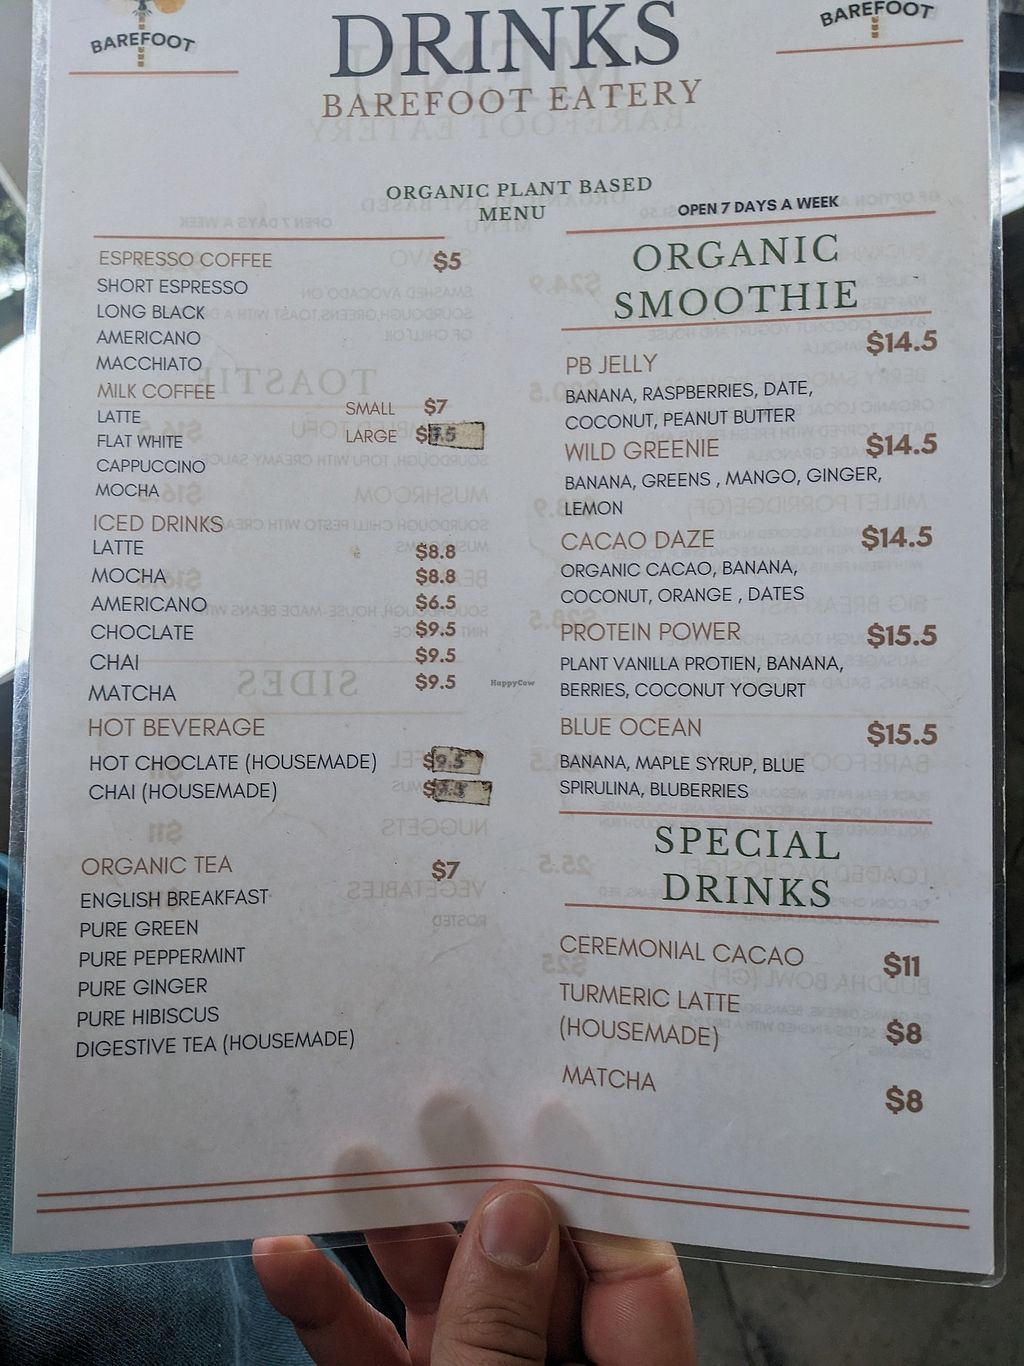 BAREFOOT
DRINKS
BAREFOOT EATERY
BAREFOOT
ORGANIC PLANT BASED
MENU
ESPRESSO COFFEE $5
SHORT ESPRESSO
LONG BLACK
AMERICANO
MACCHIATO
MILK COFFEE
LATTE SMALL $7
FLAT WHITE LARGE
CAPPUCCINO
MOCHA
ICED DRINKS
LATTE $8.8
MOCHA $8.8
AMERICANO $6.5
CHOCLATE $9.5
CHAI $9.5
MATCHA $9.5
HOT BEVERAGE
HOT CHOCLATE (HOUSEMADE)
CHAI (HOUSEMADE)
ORGANIC TEA $7
ENGLISH BREAKFAST
PURE GREEN
PURE PEPPERMINT
PURE GINGER
PURE HIBISCUS
DIGESTIVE TEA (HOUSEMADE)
OPEN 7 DAYS A WEEK
ORGANIC
SMOOTHIE
PB JELLY $14.5
BANANA, RASPBERRIES, DATE,
COCONUT, PEANUT BUTTER
WILD GREENIE $14.5
BANANA, GREENS , MANGO, GINGER,
LEMON
CACAO DAZE $14.5
ORGANIC CACAO, BANANA,
COCONUT, ORANGE , DATES
PROTEIN POWER $15.5
PLANT VANILLA PROTIEN, BANANA,
BERRIES, COCONUT YOGURT
BLUE OCEAN $15.5
BANANA, MAPLE SYRUP, BLUE
SPIRULINA, BLUBERRIES
SPECIAL
DRINKS
CEREMONIAL CACAO $11
TURMERIC LATTE
(HOUSEMADE) $8
MATCHA $8
HappyCow